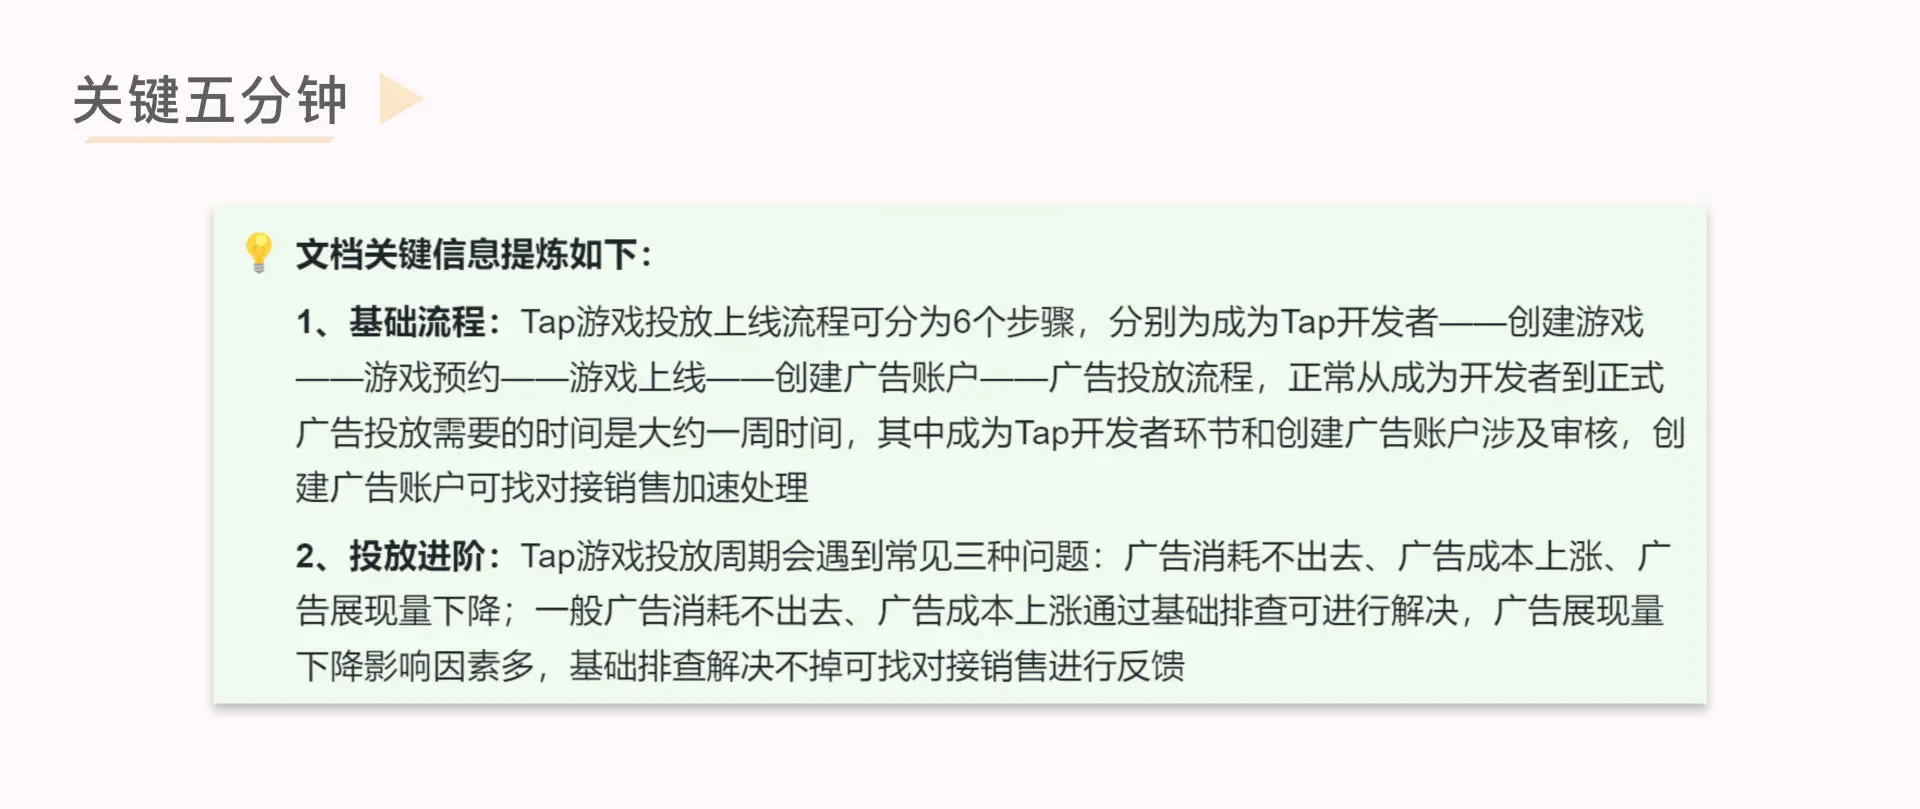 关键五分钟
文档关键信息提炼如下：
1、基础流程：Tap游戏投放上线流程可分为6个步骤，分别为成为Tap开发者——创建游戏
——游戏预约——游戏上线——创建广告账户——广告投放流程，正常从成为开发者到正式
广告投放需要的时间是大约一周时间，其中成为Tap开发者环节和创建广告账户涉及审核，创
建广告账户可找对接销售加速处理
2、投放进阶：Tap游戏投放周期会遇到常见三种问题：广告消耗不出去、广告成本上涨、广
告展现量下降；一般广告消耗不出去、广告成本上涨通过基础排查可进行解决，广告展现量
下降影响因素多，基础排查解决不掉可找对接销售进行反馈